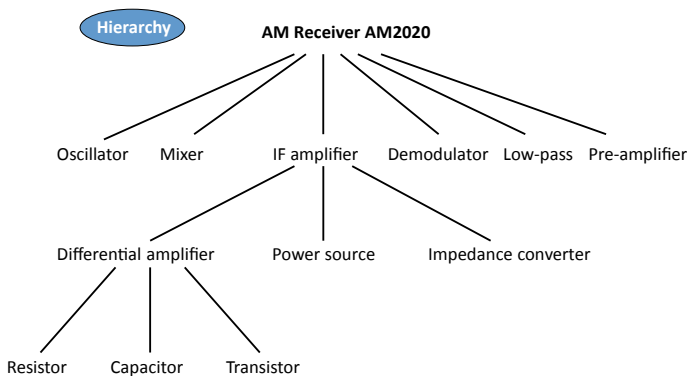 Hierarchy
AM Receiver AM2020
Oscillator Mixer IF amplifier Demodulator Low-pass Pre-amplifier
Differential amplifier Power source Impedance converter
Resistor Capacitor Transistor